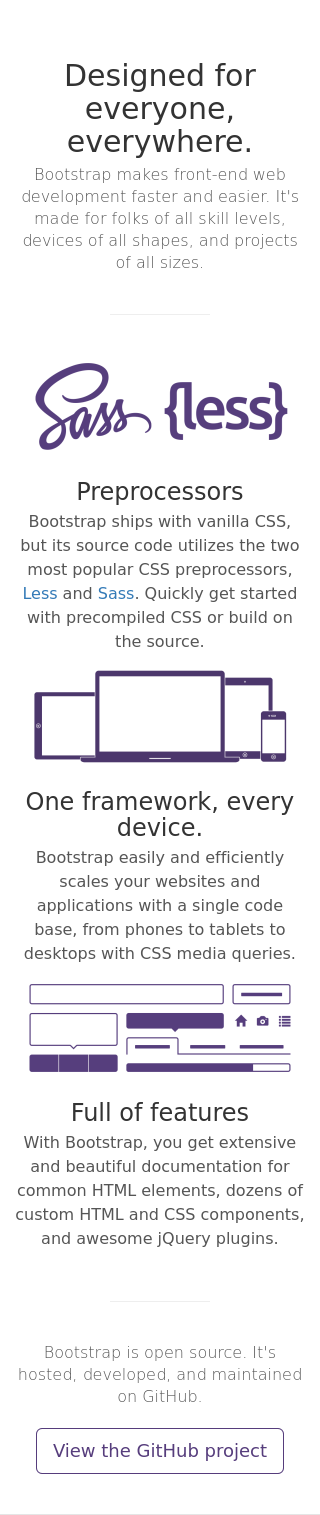 Designed for
everyone,
everywhere.
Bootstrap makes front-end web
development faster and easier. It's
made for folks of all skill levels,
devices of all shapes, and projects
of all sizes.
Sass {less}
Preprocessors
Bootstrap ships with vanilla CSS,
but its source code utilizes the two
most popular CSS preprocessors,
Less and Sass. Quickly get started
with precompiled CSS or build on
the source.
One framework, every
device.
Bootstrap easily and efficiently
scales your websites and
applications with a single code
base, from phones to tablets to
desktops with CSS media queries.
Full of features
With Bootstrap, you get extensive
and beautiful documentation for
common HTML elements, dozens of
custom HTML and CSS components,
and awesome jQuery plugins.
Bootstrap is open source. It's
hosted, developed, and maintained
on GitHub.
View the GitHub project